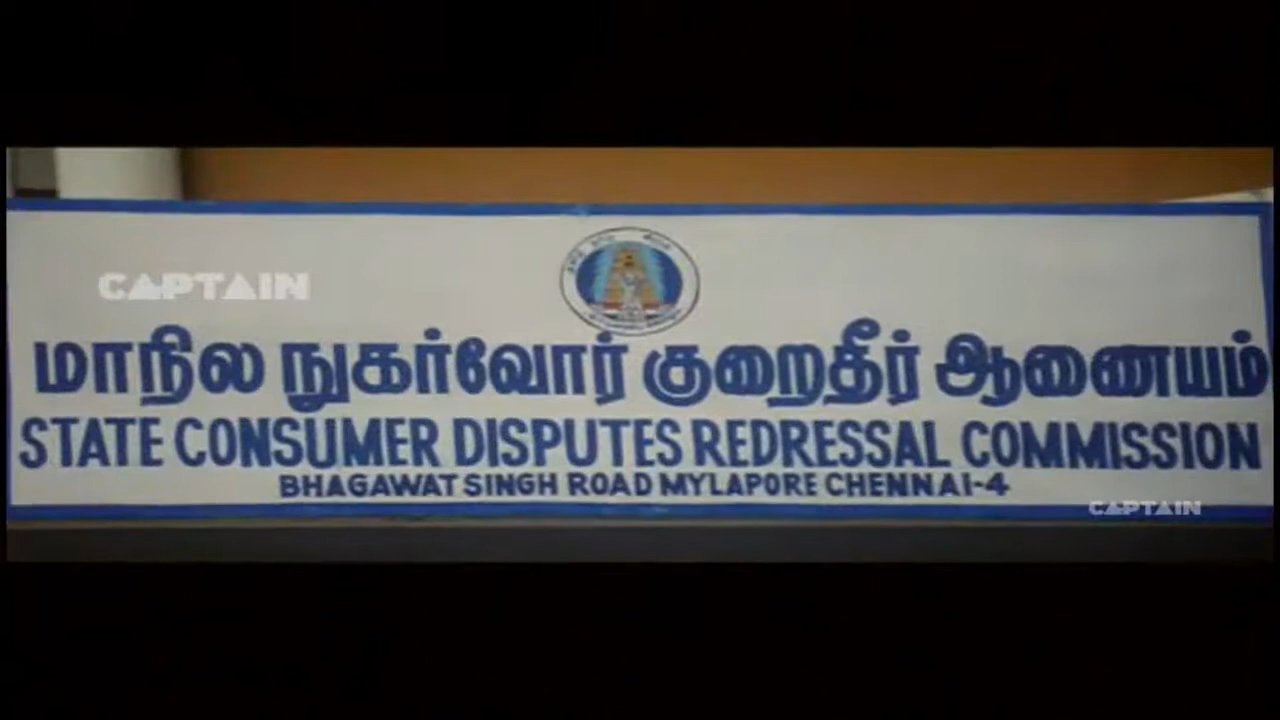 CAPTAIN
மாநில நுகர்வோர் குறைதீர் ஆணையம்
STATE CONSUMER DISPUTES REDRESSAL COMMISSION
BHAGAWAT SINGH ROAD MYLAPORE CHENNAI-4
CAPTAIN